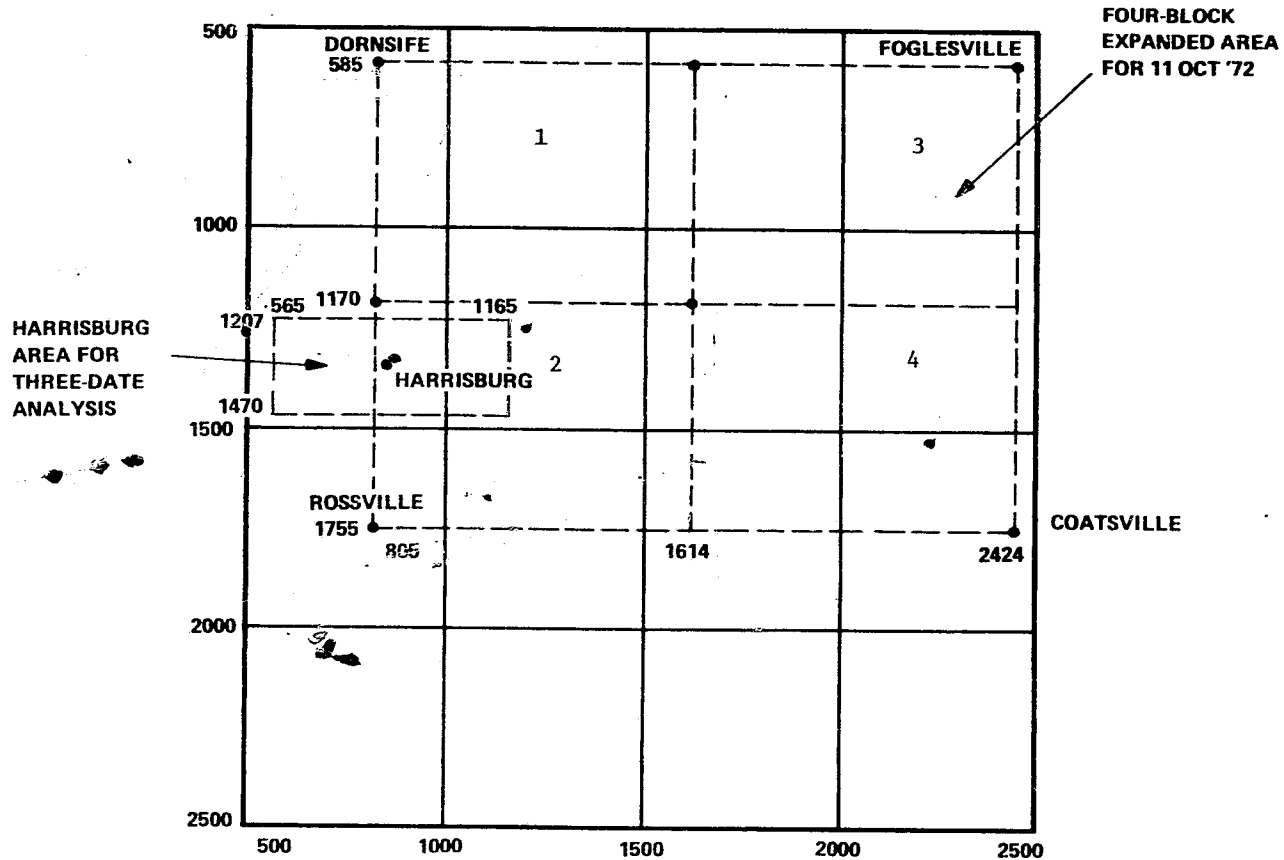 FOUR-BLOCK
EXPANDED AREA
FOR 11 OCT '72
500
DORNSIFE
585
FOGLESVILLE
1
3
1000
565
1170
1165
1207
HARRISBURG
AREA FOR
THREE-DATE
ANALYSIS
2
4
HARRISBURG
1470
1500
ROSSVILLE
1755
805
1614
2424
COATSVILLE
2000
2500
500
1000
1500
2000
2500